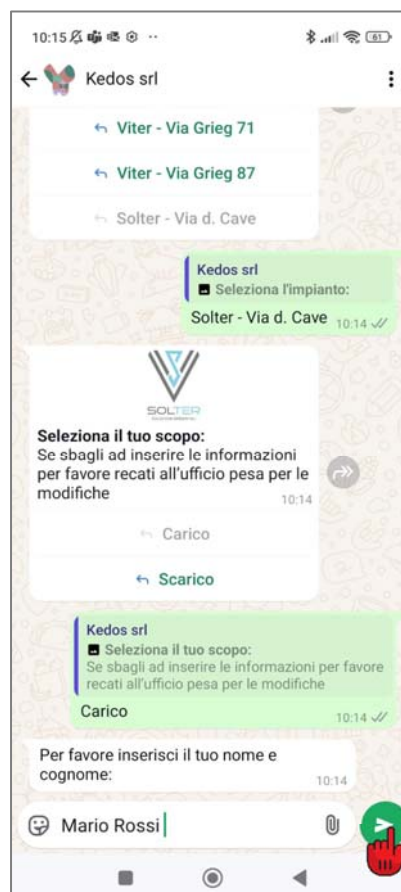 10:15
61
Kedos srl
Viter - Via Grieg 71
Viter - Via Grieg 87
Solter - Via d. Cave
Kedos srl
Seleziona l'impianto:
Solter - Via d. Cave 10:14
SOLTER
Seleziona il tuo scopo:
Se sbagli ad inserire le informazioni
per favore recati all'ufficio pesa per le
modifiche
10:14
Carico
Scarico
Kedos srl
Seleziona il tuo scopo:
Se sbagli ad inserire le informazioni per favore
recati all'ufficio pesa per le modifiche
Carico
10:14
Per favore inserisci il tuo nome e
cognome:
10:14
Mario Rossi